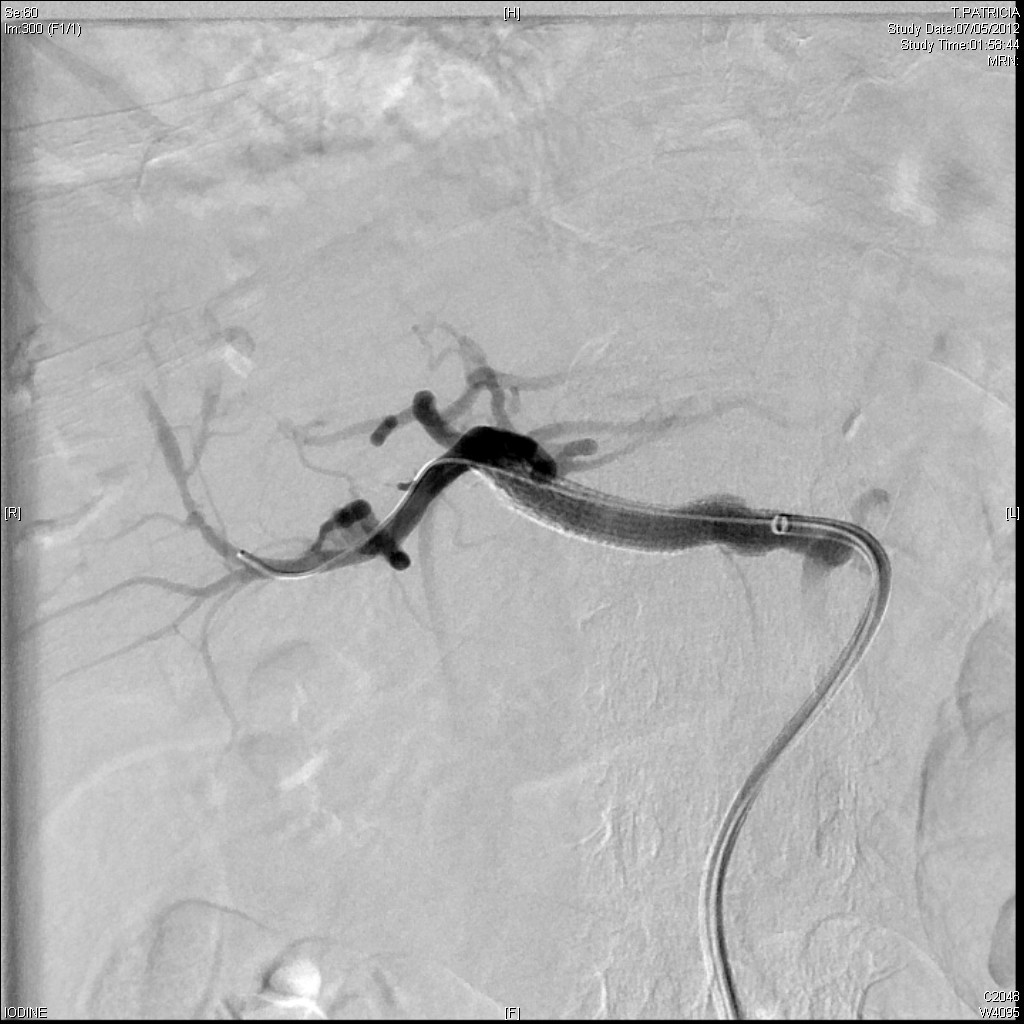 Se:60
Im:300 (F1/1)
[H]
T.PATRICIA
Study Date:07/05/2012
Study Time:01:58:44
MRN:
[R]
[L]
IODINE
[F]
C2048
W4095